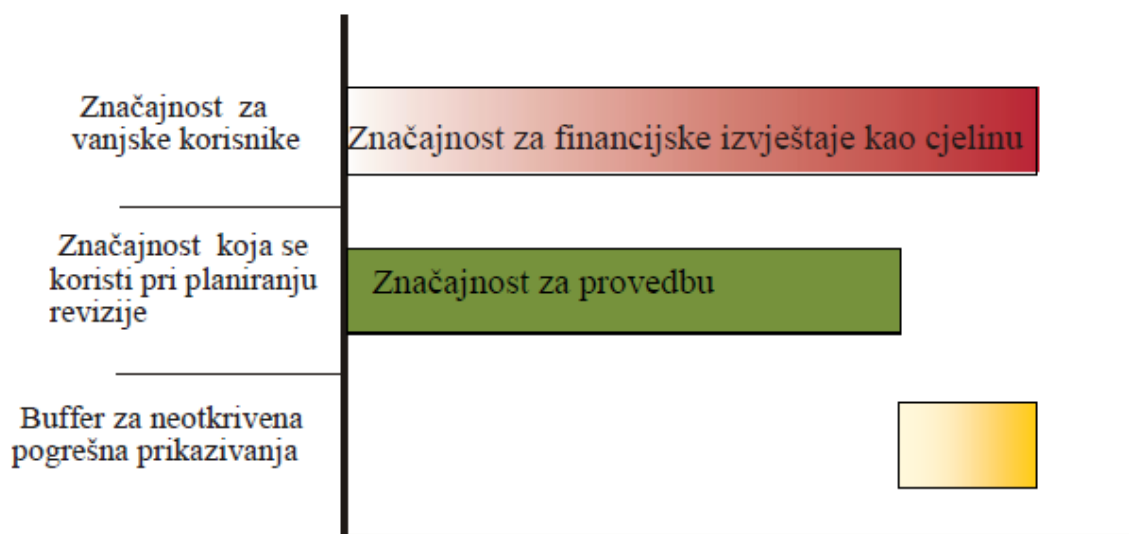 Značajnost za
vanjske korisnike
Značajnost za financijske izvještaje kao cjelinu
Značajnost koja se
koristi pri planiranju
revizije
Značajnost za provedbu
Buffer za neotkrivena
pogrešna prikazivanja